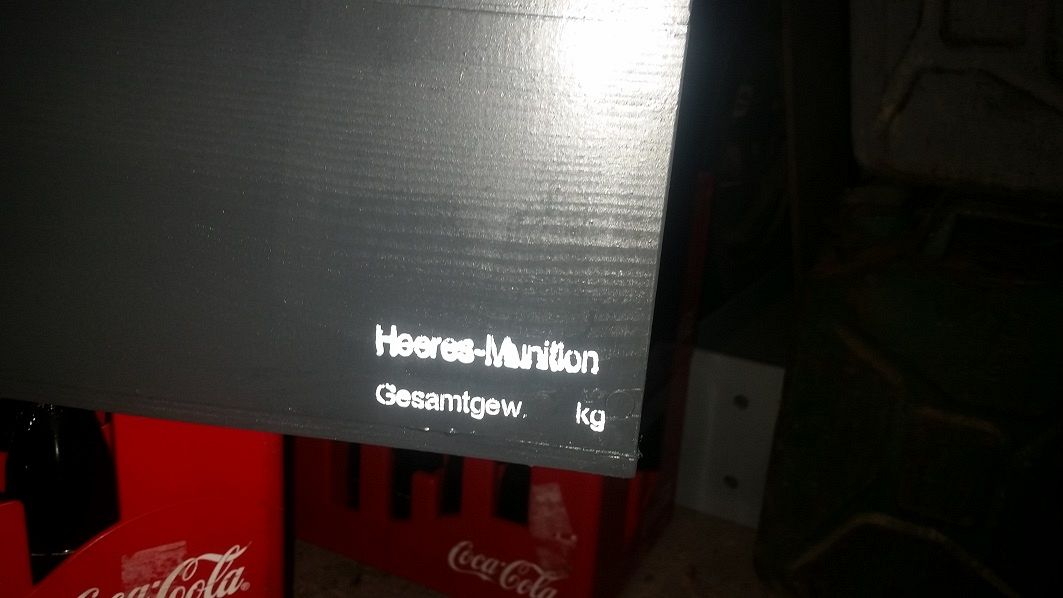 Heeres-Munition
Gesamtgew. kg
Coca-Cola
Coca-Cola